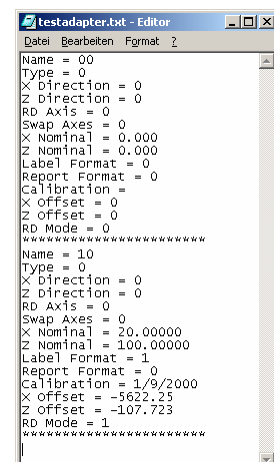 testadapter.txt - Editor
Datei Bearbeiten Format ?
Name = 00
Type = 0
X Direction = 0
Z Direction = 0
RD Axis = 0
Swap Axes = 0
X Nominal = 0.000
Z Nominal = 0.000
Label Format = 0
Report Format = 0
Calibration =
X Offset = 0
Z Offset = 0
RD Mode = 0
************************
Name = 10
Type = 0
X Direction = 0
Z Direction = 0
RD Axis = 0
Swap Axes = 0
X Nominal = 20.00000
Z Nominal = 100.00000
Label Format = 1
Report Format = 0
Calibration = 1/9/2000
X Offset = -5622.25
Z Offset = -107.723
RD Mode = 1
************************